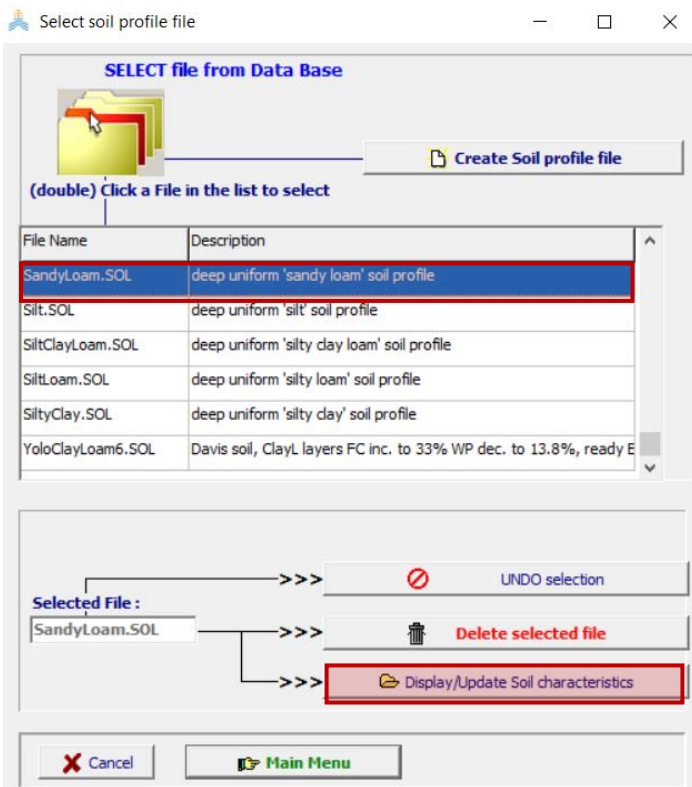 Select soil profile file
SELECT file from Data Base
Create Soil profile file
(double) Click a File in the list to select
File Name Description
SandyLoam.SOL deep uniform 'sandy loam' soil profile
Silt.SOL deep uniform 'silt' soil profile
SiltClayLoam.SOL deep uniform 'silty clay loam' soil profile
SiltLoam.SOL deep uniform 'silty loam' soil profile
SiltyClay.SOL deep uniform 'silty clay' soil profile
YoloClayLoam6.SOL Davis soil, ClayL layers FC inc. to 33% WP dec. to 13.8%, ready E
>>> UNDO selection
Selected File :
SandyLoam.SOL >>> Delete selected file
>>> Display/Update Soil characteristics
Cancel Main Menu